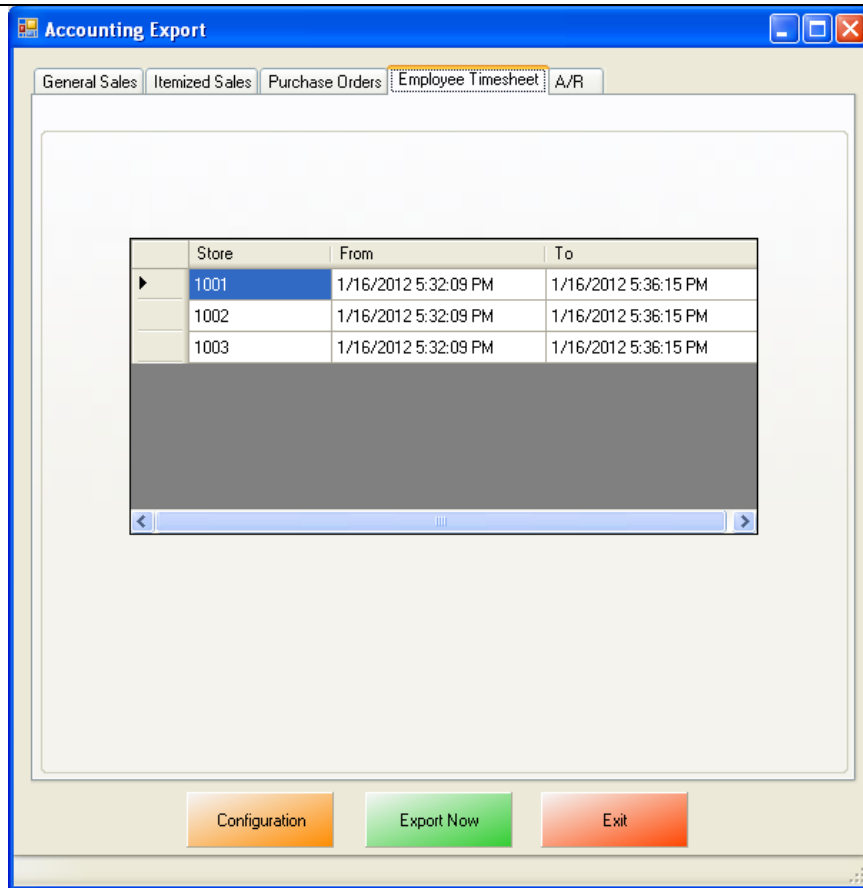 Accounting Export
General Sales Itemized Sales Purchase Orders Employee Timesheet A/R
Store From To
1001 1/16/2012 5:32:09 PM 1/16/2012 5:36:15 PM
1002 1/16/2012 5:32:09 PM 1/16/2012 5:36:15 PM
1003 1/16/2012 5:32:09 PM 1/16/2012 5:36:15 PM
Configuration Export Now Exit